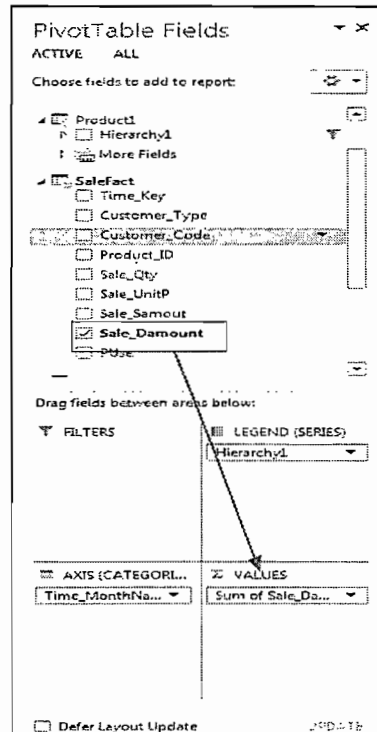 PivotTable Fields
ACTIVE ALL
Choose fields to add to report:
Product1
Hierarchy1
More Fields
SaleFact
Time_Key
Customer_Type
Customer_Code
Product_ID
Sale_Qty
Sale_UnitP
Sale_Samout
Sale_Damount
Drag fields between areas below:
FILTERS
LEGEND (SERIES)
Hierarchy1
AXIS (CATEGORI...
Σ VALUES
Time_MonthNa...
Sum of Sale_Da...
Defer Layout Update
UPDATE